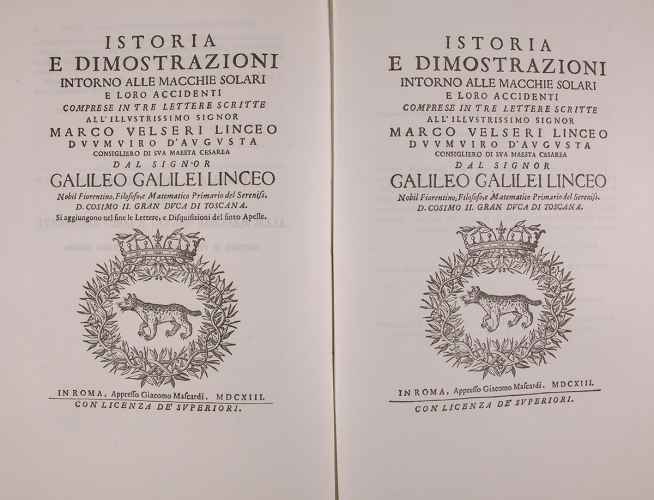 ISTORIA
E DIMOSTRAZIONI
INTORNO ALLE MACCHIE SOLARI
E LORO ACCIDENTI
COMPRESE IN TRE LETTERE SCRITTE
ALL'ILLVSTRISSIMO SIGNOR
MARCO VELSERI LINCEO
DVVMVIRO D'AVGVSTA
CONSIGLIERO DI SVA MAESTA CESAREA
DAL SIGNOR
GALILEO GALILEI LINCEO
Nobil Fiorentino, Filosofo, e Matematico Primario del Sereniss.
D. COSIMO II. GRAN DVCA DI TOSCANA.
Si aggiungono nel fine le Lettere, e Disquisizioni del finto Apelle.
IN ROMA, Appresso Giacomo Mascardi. MDCXIII.
CON LICENZA DE' SVPERIORI.
ISTORIA
E DIMOSTRAZIONI
INTORNO ALLE MACCHIE SOLARI
E LORO ACCIDENTI
COMPRESE IN TRE LETTERE SCRITTE
ALL'ILLVSTRISSIMO SIGNOR
MARCO VELSERI LINCEO
DVVMVIRO D'AVGVSTA
CONSIGLIERO DI SVA MAESTA CESAREA
DAL SIGNOR
GALILEO GALILEI LINCEO
Nobil Fiorentino, Filosofo, e Matematico Primario del Sereniss.
D. COSIMO II. GRAN DVCA DI TOSCANA.
IN ROMA, Appresso Giacomo Mascardi. MDCXIII.
CON LICENZA DE' SVPERIORI.